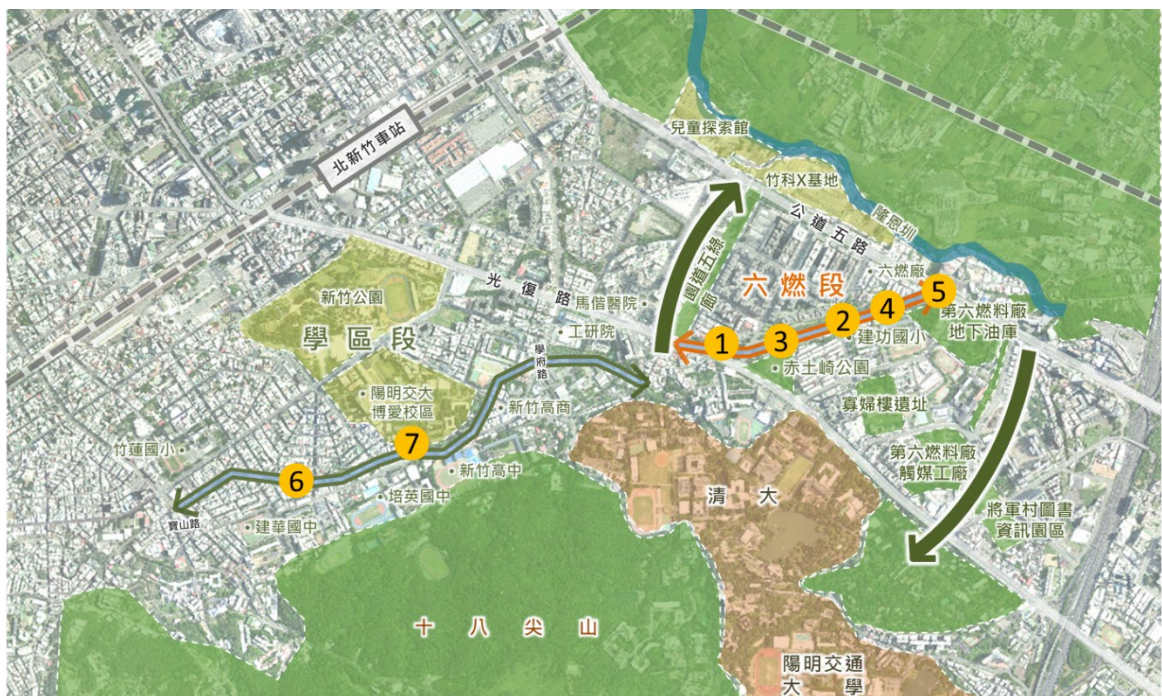 兒童探索館
北新竹車站
竹科X基地
公道五路
隆恩圳
園道五綠
廊
六燃廠
新竹公園
光復路
馬偕醫院
六燃段
5
4
2
3
1
第六燃料廠
地下油庫
建功國小
工研院
學區段
學府路
赤土崎公園
陽明交大
博愛校區
新竹高商
寡婦樓遺址
竹蓮國小
7
6
新竹高中
第六燃料廠
觸媒工廠
培英國中
清大
寶山路
建華國中
將軍村圖書
資訊園區
十八尖山
陽明交通
大學